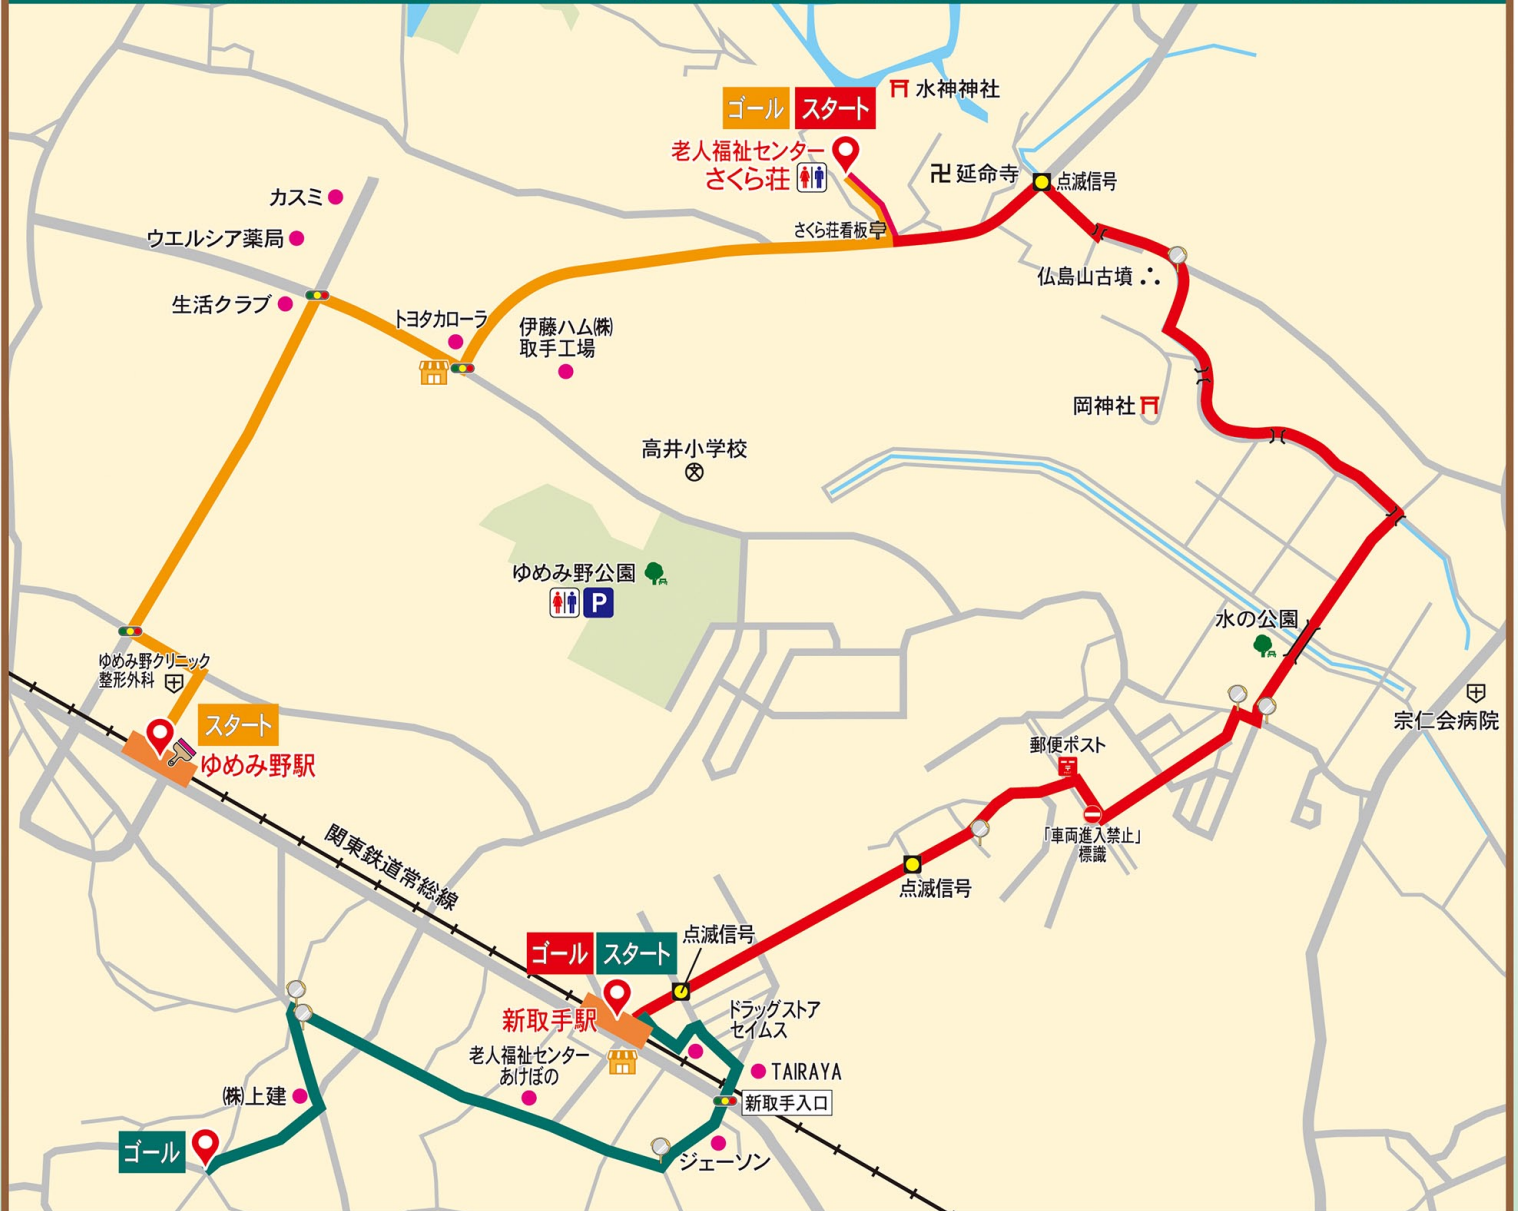 水神神社
ゴール
スタート
老人福祉センター
さくら荘
延命寺
点滅信号
カスミ
さくら荘看板
ウエルシア薬局
仏島山古墳
生活クラブ
トヨタカローラ
伊藤ハム㈱
取手工場
岡神社
高井小学校
ゆめみ野公園
P
水の公園
ゆめみ野クリニック
整形外科
宗仁会病院
スタート
郵便ポスト
ゆめみ野駅
「車両進入禁止」
標識
関東鉄道常総線
点滅信号
点滅信号
ゴール
スタート
ドラッグストア
セイムス
新取手駅
老人福祉センター
あけぼの
TAIRAYA
㈱上建
新取手入口
ゴール
ジェーソン